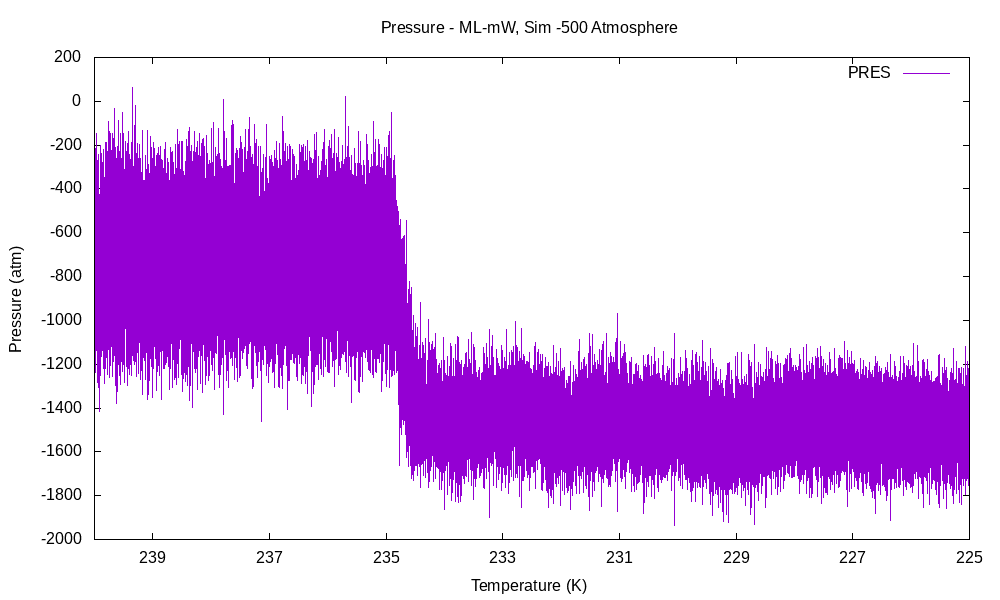 Pressure - ML-mW, Sim -500 Atmosphere
PRES
200
0
-200
-400
-600
-800
-1000
-1200
-1400
-1600
-1800
-2000
Pressure (atm)
239 237 235 233 231 229 227 225
Temperature (K)